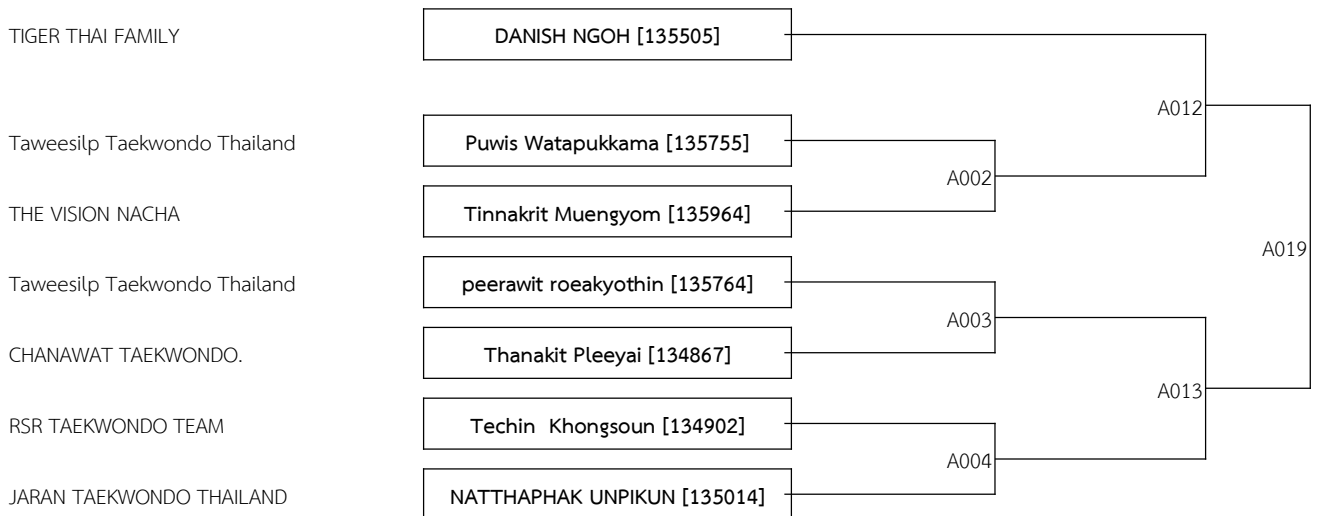 TIGER THAI FAMILY DANISH NGOH [135505]
A012
Taweesilp Taekwondo Thailand Puwis Watapukkama [135755]
A002
THE VISION NACHA Tinnakrit Muengyom [135964]
A019
Taweesilp Taekwondo Thailand peerawit roeakyothin [135764]
A003
CHANAWAT TAEKWONDO. Thanakit Pleeyai [134867]
A013
RSR TAEKWONDO TEAM Techin Khongsoun [134902]
A004
JARAN TAEKWONDO THAILAND NATTHAPHAK UNPIKUN [135014]